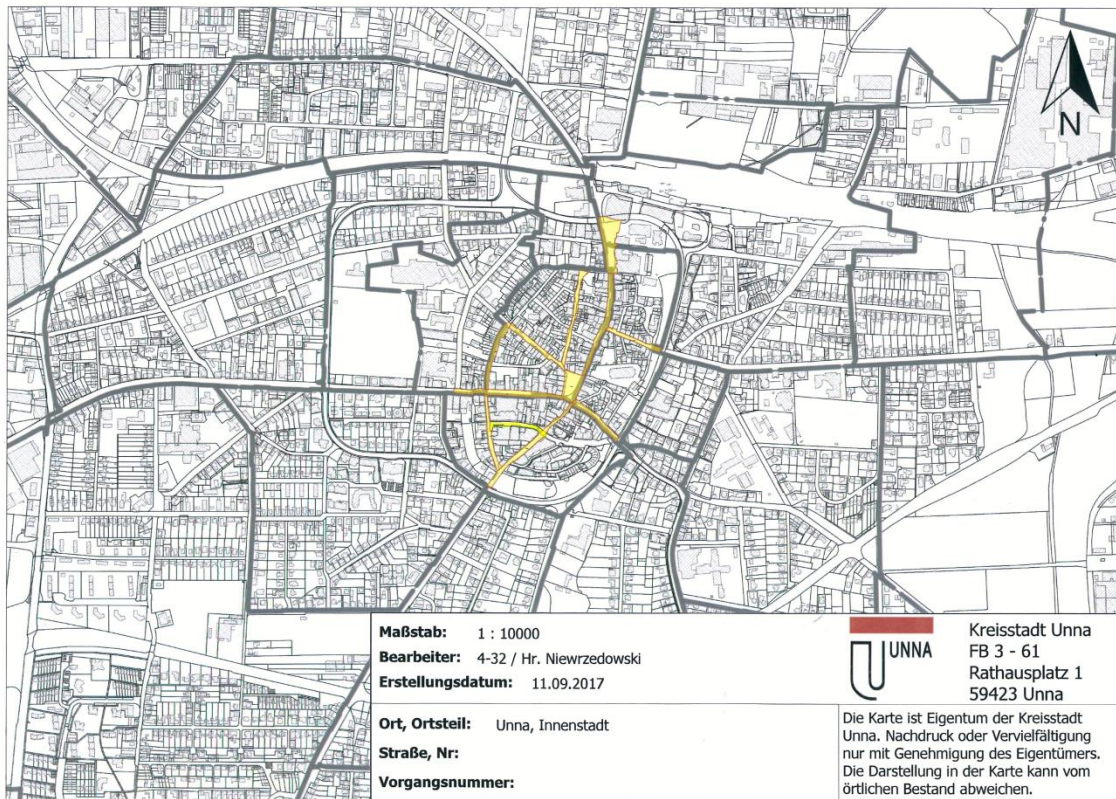 N
Maßstab: 1 : 10000
Bearbeiter: 4-32 / Hr. Niewrzedowski
Erstellungsdatum: 11.09.2017
UNNA
Kreisstadt Unna
FB 3 - 61
Rathausplatz 1
59423 Unna
Ort, Ortsteil: Unna, Innenstadt
Straße, Nr:
Vorgangsnummer:
Die Karte ist Eigentum der Kreisstadt
Unna. Nachdruck oder Vervielfältigung
nur mit Genehmigung des Eigentümers.
Die Darstellung in der Karte kann vom
örtlichen Bestand abweichen.